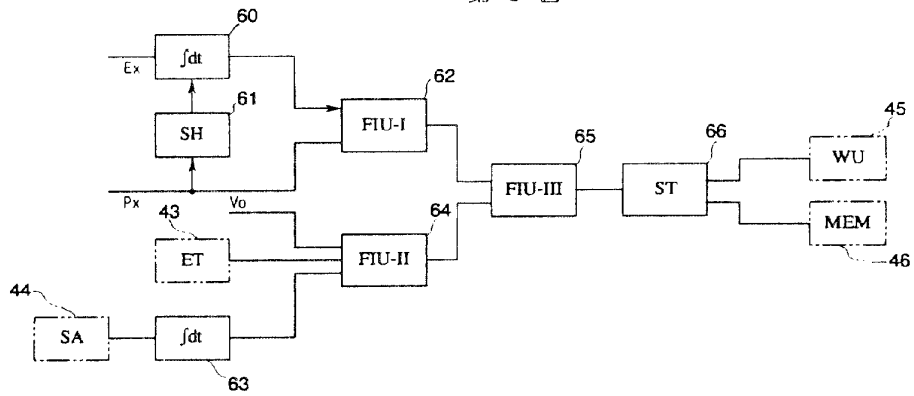 60
∫dt
Ex
61
SH
62
FIU-I
Px
Vo
43
ET
64
FIU-II
44
SA
∫dt
63
65
FIU-III
66
ST
45
WU
MEM
46